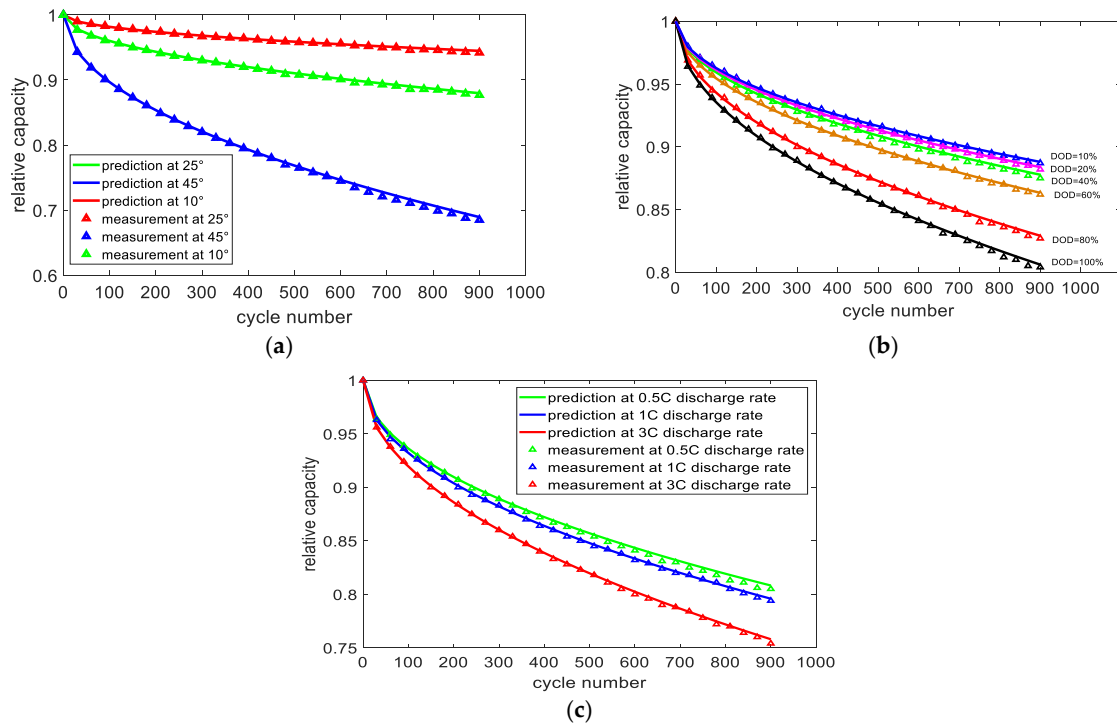 1
0.9
0.8
0.7
0.6
relative capacity
prediction at 25°
prediction at 45°
prediction at 10°
measurement at 25°
measurement at 45°
measurement at 10°
0 100 200 300 400 500 600 700 800 900 1000
cycle number
(a)
1
0.95
0.9
0.85
0.8
relative capacity
DOD=10%
DOD=20%
DOD=40%
DOD=60%
DOD=80%
DOD=100%
0 100 200 300 400 500 600 700 800 900 1000
cycle number
(b)
1
0.95
0.9
0.85
0.8
0.75
relative capacity
prediction at 0.5C discharge rate
prediction at 1C discharge rate
prediction at 3C discharge rate
measurement at 0.5C discharge rate
measurement at 1C discharge rate
measurement at 3C discharge rate
0 100 200 300 400 500 600 700 800 900 1000
cycle number
(c)